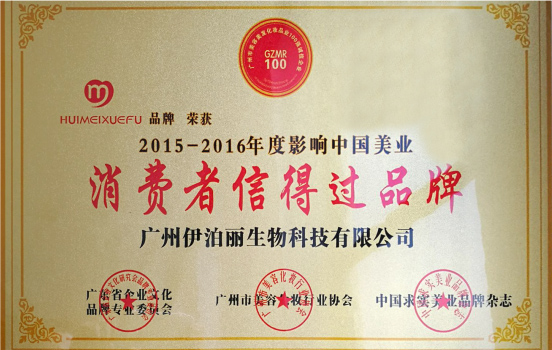 GZMR
100
HUIMEIXUEFU 品牌 荣获
2015-2016年度影响中国美业
消费者信得过品牌
广州伊泊丽生物科技有限公司
广东省企业文化
品牌专业委员会
广州市美容化妆行业协会
中国求实美业品牌杂志